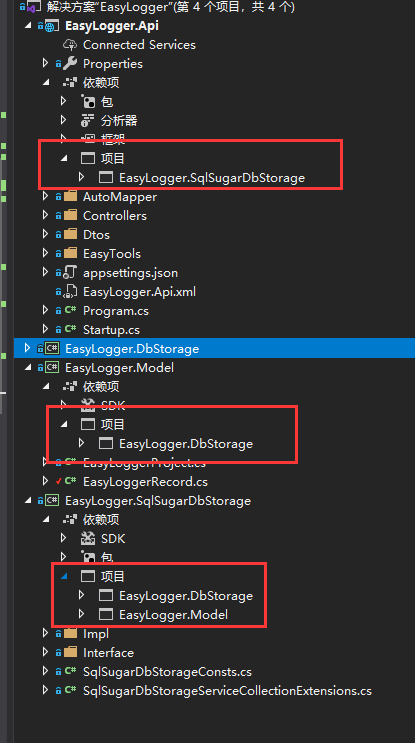 解决方案"EasyLogger"(第 4 个项目，共 4 个)
EasyLogger.Api
Connected Services
Properties
依赖项
包
分析器
框架
项目
EasyLogger.SqlSugarDbStorage
AutoMapper
Controllers
Dtos
EasyTools
appsettings.json
EasyLogger.Api.xml
Program.cs
Startup.cs
EasyLogger.DbStorage
EasyLogger.Model
依赖项
SDK
项目
EasyLogger.DbStorage
EasyLoggerProject.cs
EasyLoggerRecord.cs
EasyLogger.SqlSugarDbStorage
依赖项
SDK
包
项目
EasyLogger.DbStorage
EasyLogger.Model
Impl
Interface
SqlSugarDbStorageConsts.cs
SqlSugarDbStorageServiceCollectionExtensions.cs